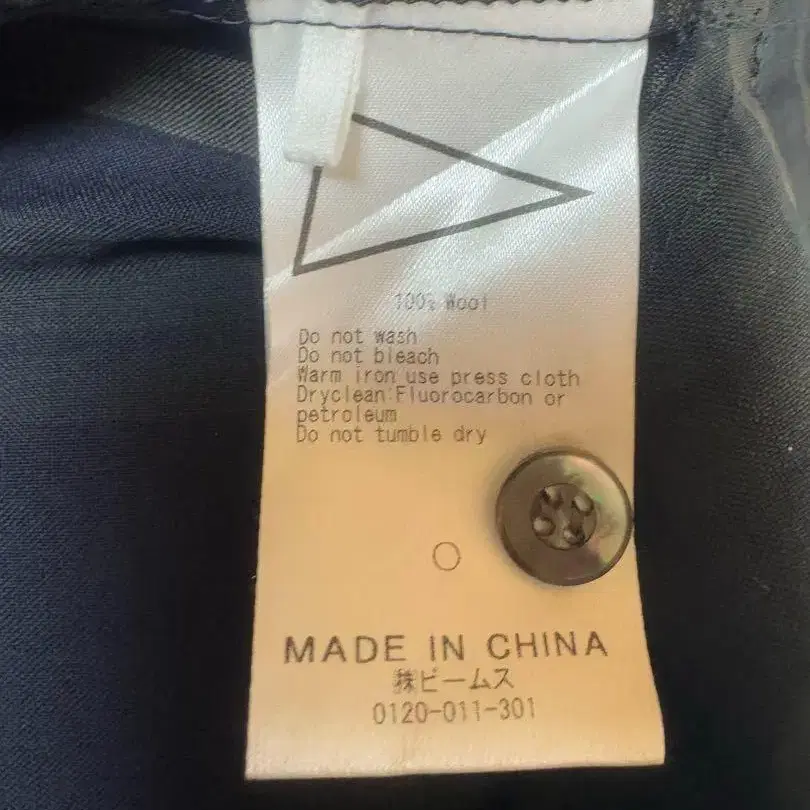 100% Wool
Do not wash
Do not bleach
Warm iron use press cloth
Dryclean:Fluorocarbon or
petroleum
Do not tumble dry
MADE IN CHINA
㈱ビームス
0120-011-301